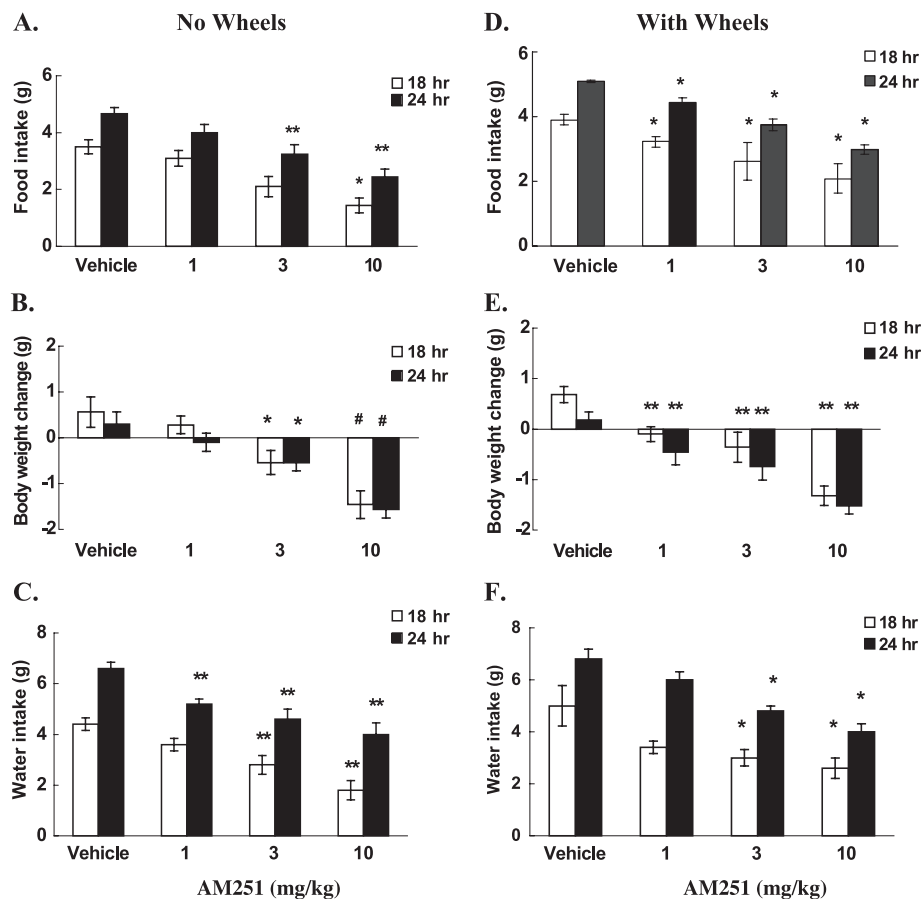 A.
No Wheels
18 hr
24 hr
Food intake (g)
6
4
2
0
**
*
**
Vehicle
1
3
10
B.
18 hr
24 hr
Body weight change (g)
2
1
0
-1
-2
*
*
#
#
Vehicle
1
3
10
C.
18 hr
24 hr
Water intake (g)
8
6
4
2
0
**
**
**
**
**
Vehicle
1
3
10
AM251 (mg/kg)
D.
With Wheels
18 hr
24 hr
Food intake (g)
6
4
2
0
*
*
*
*
*
*
Vehicle
1
3
10
E.
18 hr
24 hr
Body weight change (g)
2
1
0
-1
-2
**
**
**
**
**
**
Vehicle
1
3
10
F.
18 hr
24 hr
Water intake (g)
8
6
4
2
0
*
*
*
*
Vehicle
1
3
10
AM251 (mg/kg)